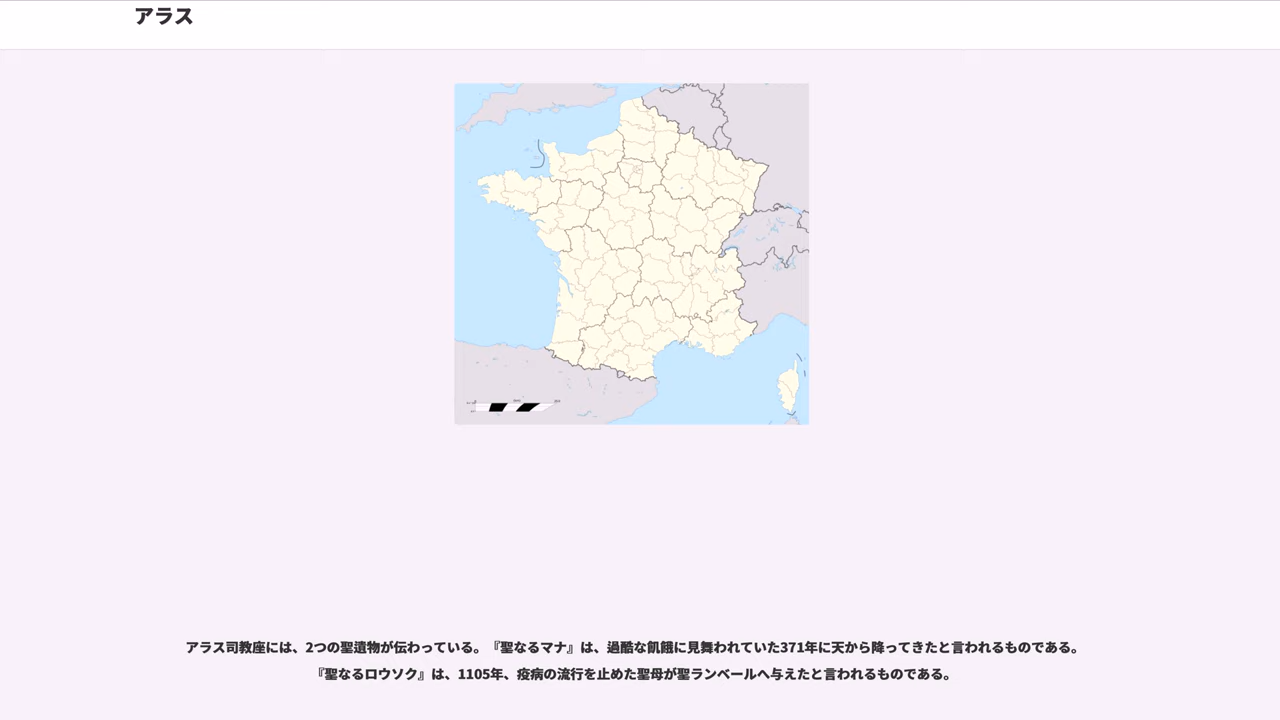 アラス
アラス司教座には、2つの聖遺物が伝わっている。『聖なるマナ』は、過酷な飢餓に見舞われていた371年に天から降ってきたと言われるものである。
『聖なるロウソク』は、1105年、疫病の流行を止めた聖母が聖ランベールへ与えたと言われるものである。